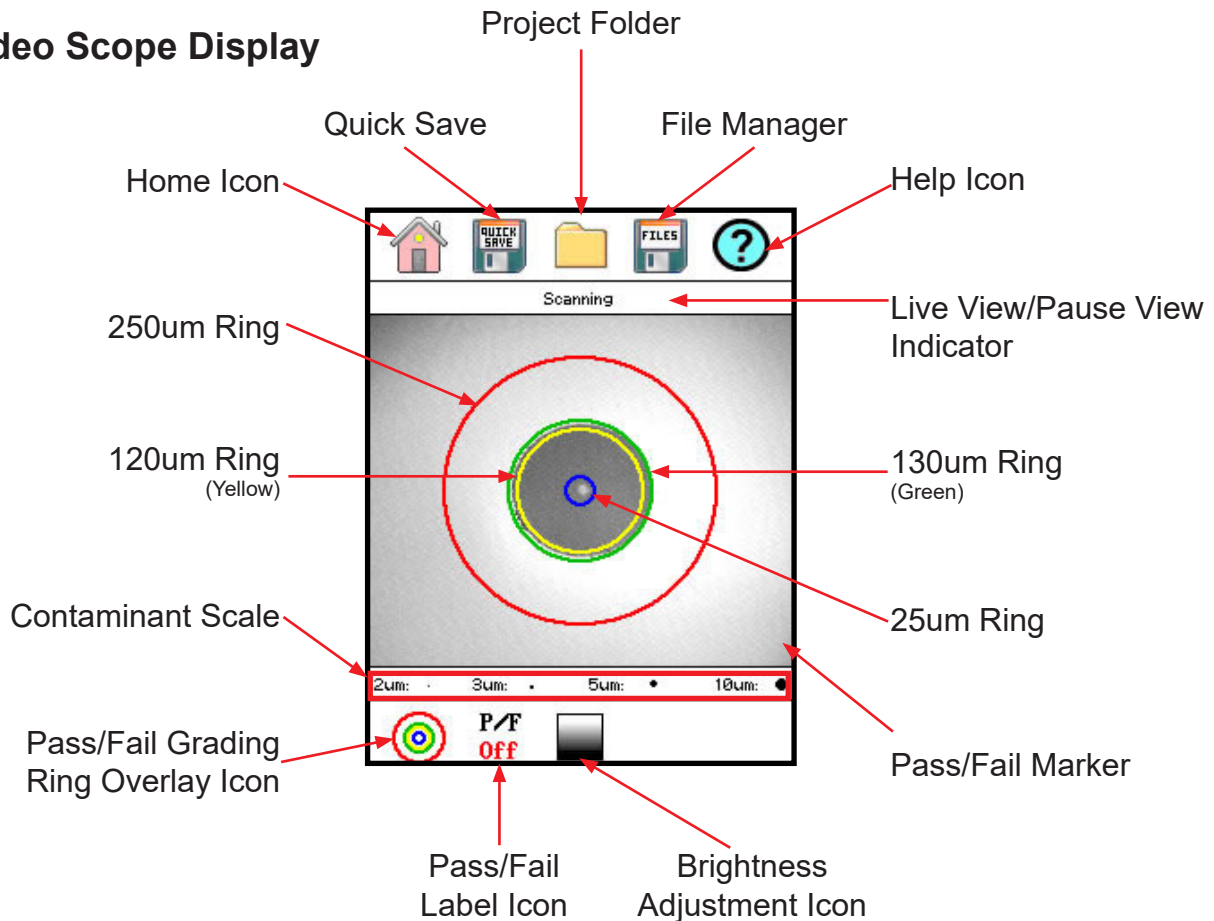 deo Scope Display
Project Folder
Quick Save
File Manager
Home Icon
Help Icon
QUICK
SAVE
FILES
?
Scanning
Live View/Pause View
Indicator
250um Ring
120um Ring
(Yellow)
130um Ring
(Green)
Contaminant Scale
25um Ring
2um:
3um:
5um:
10um:
P/F
Off
Pass/Fail Grading
Ring Overlay Icon
Pass/Fail Marker
Pass/Fail
Label Icon
Brightness
Adjustment Icon